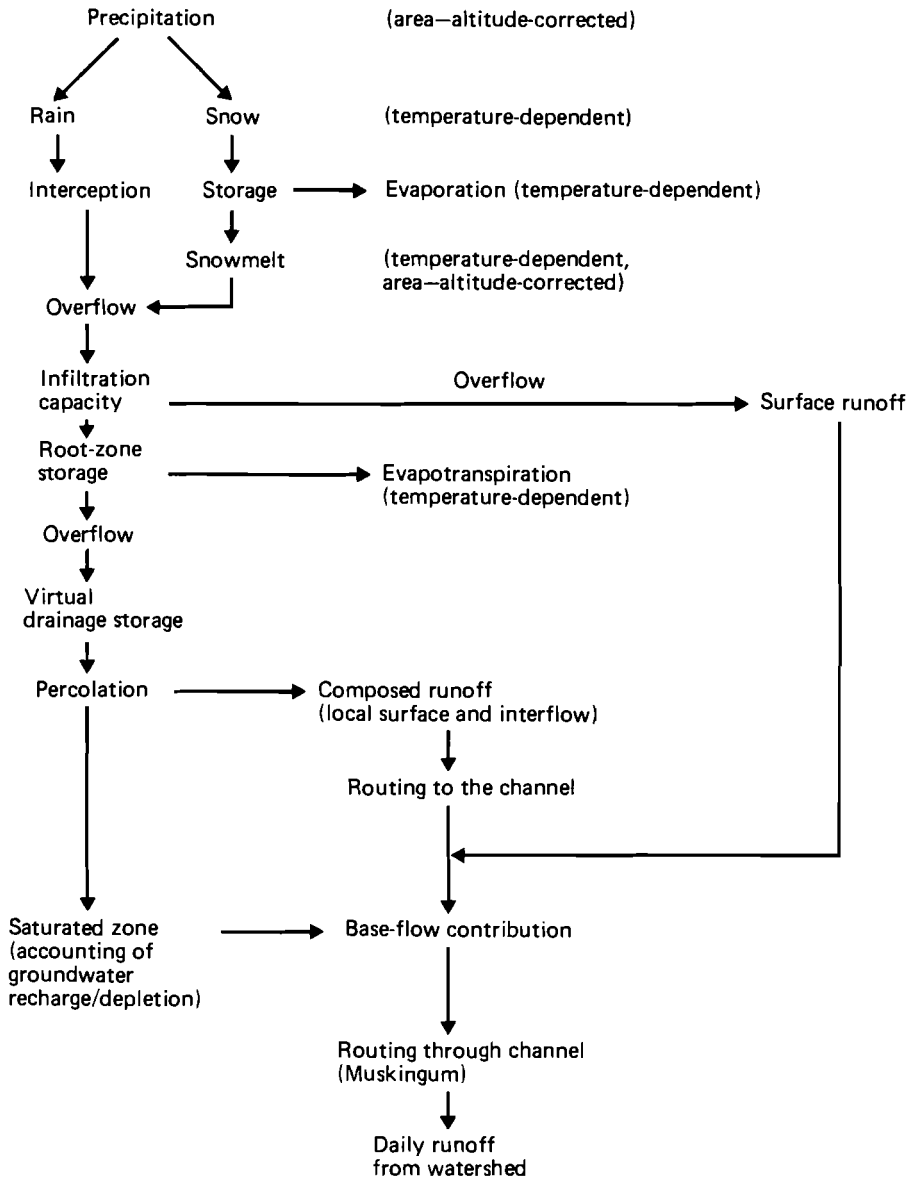 Precipitation (area—altitude-corrected)
Rain Snow (temperature-dependent)
Interception Storage Evaporation (temperature-dependent)
Snowmelt (temperature-dependent,
area—altitude-corrected)
Overflow
Infiltration
capacity
Overflow
Surface runoff
Root-zone
storage
Evapotranspiration
(temperature-dependent)
Overflow
Virtual
drainage storage
Percolation
Composed runoff
(local surface and interflow)
Routing to the channel
Saturated zone
(accounting of
groundwater
recharge/depletion)
Base-flow contribution
Routing through channel
(Muskingum)
Daily runoff
from watershed